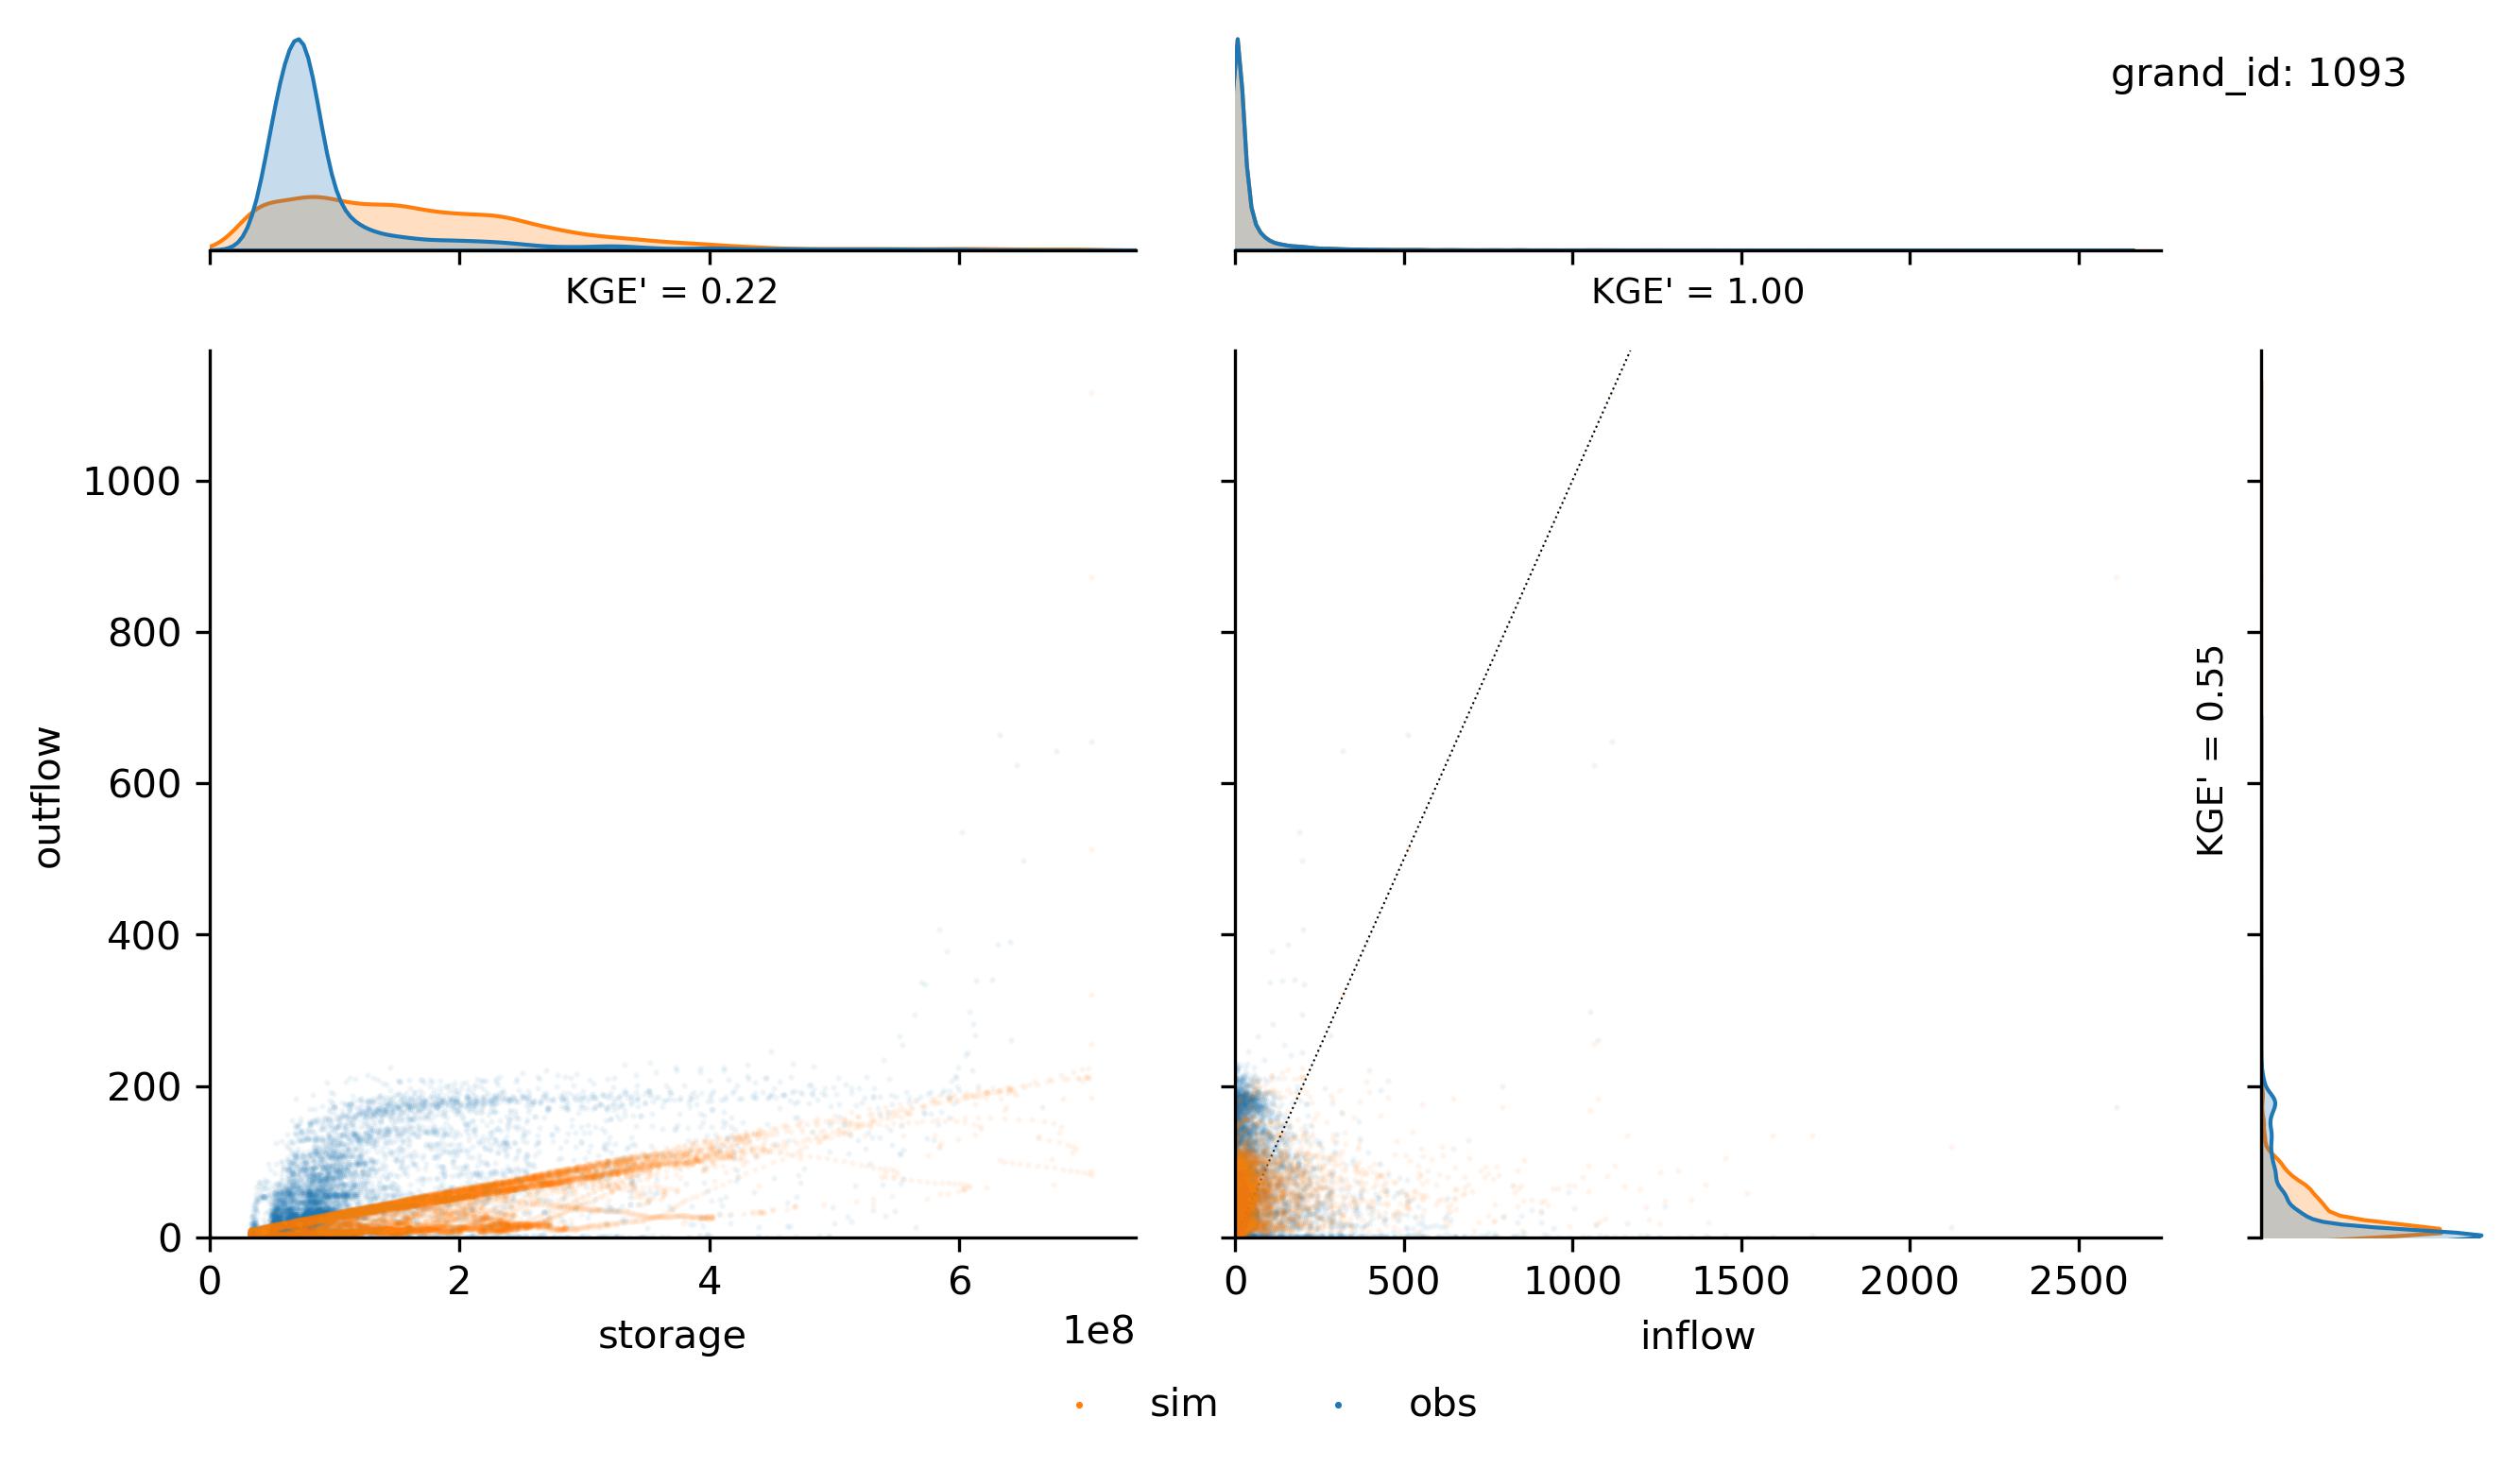 grand_id: 1093
KGE' = 0.22
KGE' = 1.00
1000
800
600
400
200
0
outflow
KGE' = 0.55
0
2
4
6
1e8
storage
0
500
1000
1500
2000
2500
inflow
sim
obs